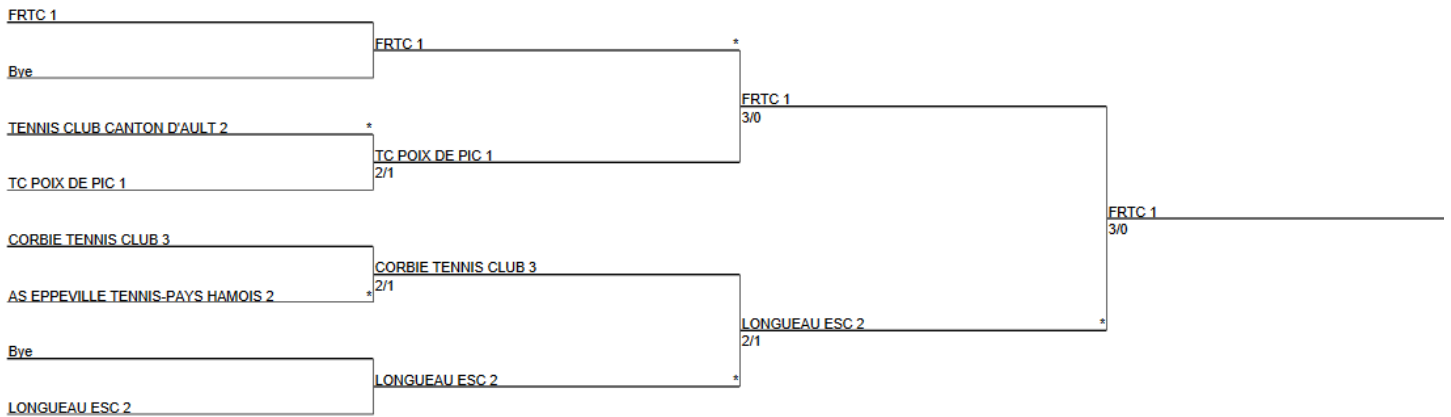 FRTC 1
FRTC 1 *
Bye
FRTC 1
3/0
TENNIS CLUB CANTON D'AULT 2 *
TC POIX DE PIC 1
2/1
TC POIX DE PIC 1
FRTC 1
3/0
CORBIE TENNIS CLUB 3
CORBIE TENNIS CLUB 3
2/1
AS EPPEVILLE TENNIS-PAYS HAMOIS 2 *
LONGUEAU ESC 2 *
2/1
Bye
LONGUEAU ESC 2 *
LONGUEAU ESC 2